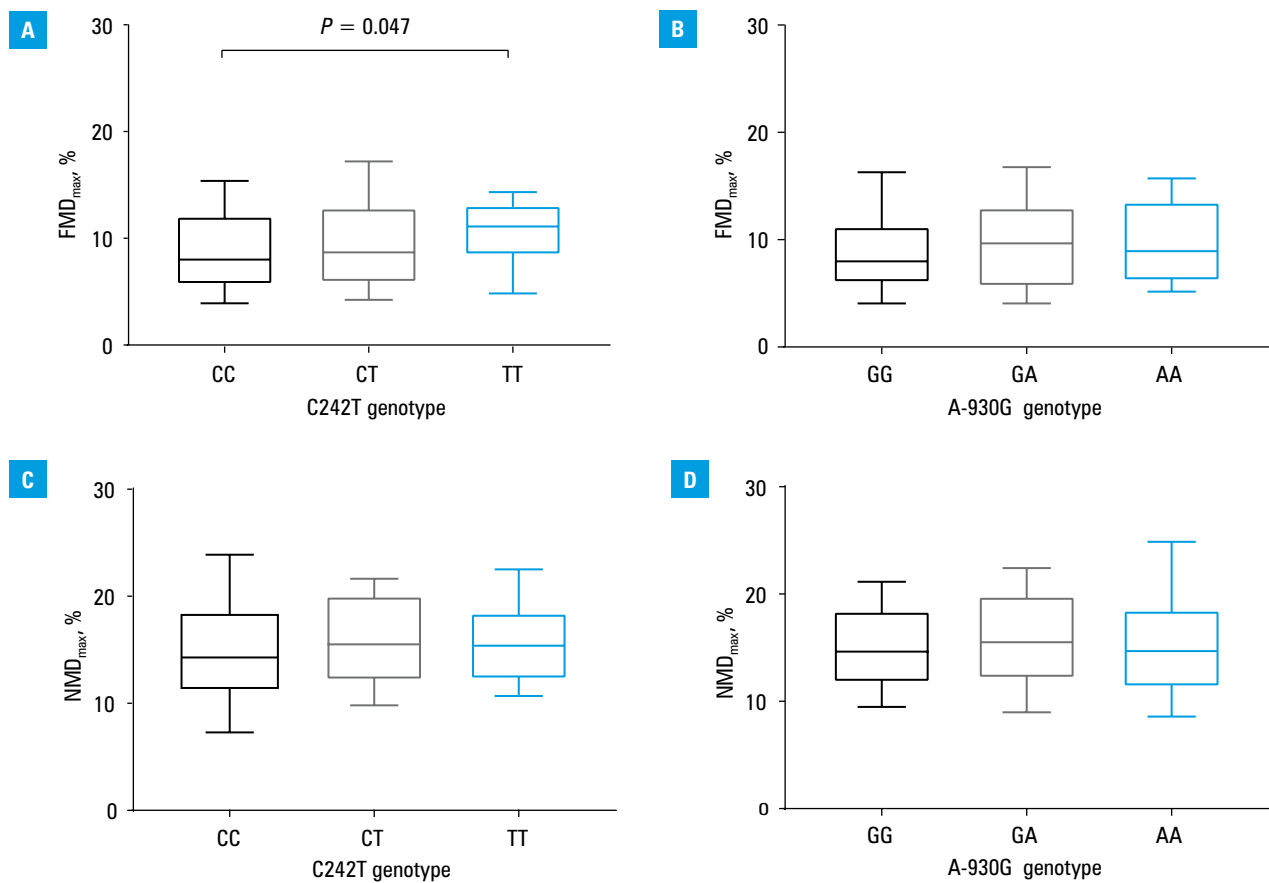 A
P = 0.047
30
20
10
0
FMDmax, %
CC CT TT
C242T genotype
B
30
20
10
0
FMDmax, %
GG GA AA
A-930G genotype
C
30
20
10
0
NMDmax, %
CC CT TT
C242T genotype
D
30
20
10
0
NMDmax, %
GG GA AA
A-930G genotype